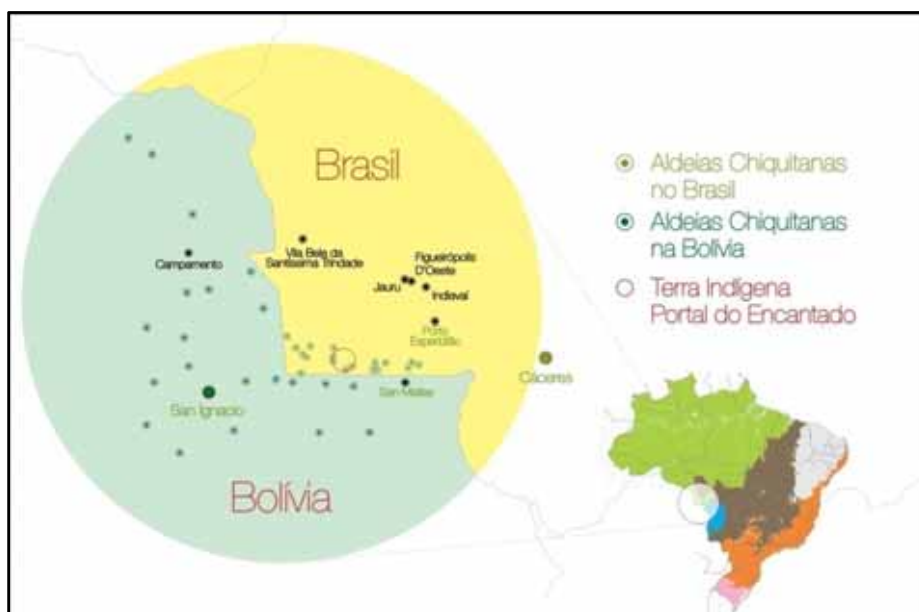 Brasil
Aldeias Chiquitanas
no Brasil
Aldeias Chiquitanas
na Bolívia
Terra Indígena
Portal do Encantado
Vila Bela da
Santíssima Trindade
Campamento
Figueirópolis
D'Oeste
Jauru
Indiavaí
Porto
Esperidião
Cáceres
San Matias
San Ignacio
Bolívia